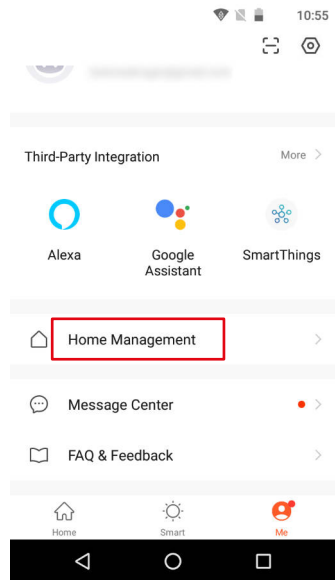 10:55
Third-Party Integration
More
Alexa
Google
Assistant
SmartThings
Home Management
Message Center
FAQ & Feedback
Home
Smart
Me